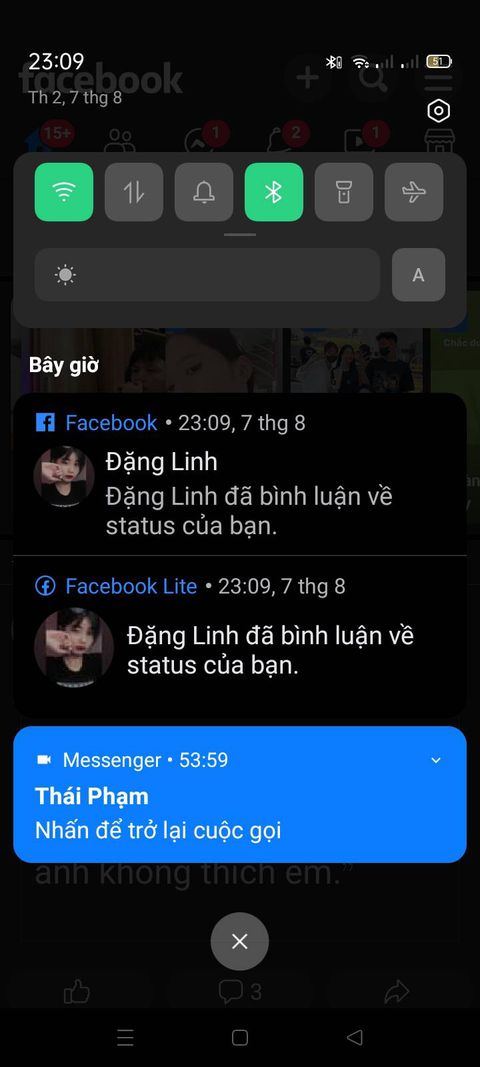 23:09
51
facebook
Th 2, 7 thg 8
15+
1
2
1
A
Chắc đu
Bây giờ
Facebook • 23:09, 7 thg 8
Đặng Linh
Đặng Linh đã bình luận về
status của bạn.
Facebook Lite • 23:09, 7 thg 8
Đặng Linh đã bình luận về
status của bạn.
Messenger • 53:59
Thái Phạm
Nhấn để trở lại cuộc gọi
anh không thích em.”
3